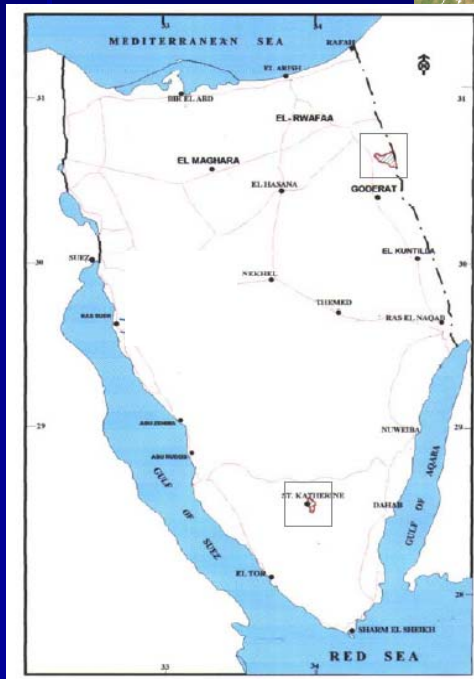 33 34
MEDITERRANEAN SEA
RAFAH
EL ARISH
31 31
BIR EL ABD
EL-RWAFAA
EL MAGHARA
EL HASANA
GODERAT
EL KUNTILLA
SUEZ
30 30
NEKHEL
THEMED
RAS SUDR
RAS EL NAQAB
ABU ZENIMA
29 29
NUWEIBA
ABU RUDEIS
GULF OF SUEZ
ST. KATHERINE
DAHAB
GULF OF AQABA
EL TOR
28
SHARM EL SHEIKH
RED SEA
33 34